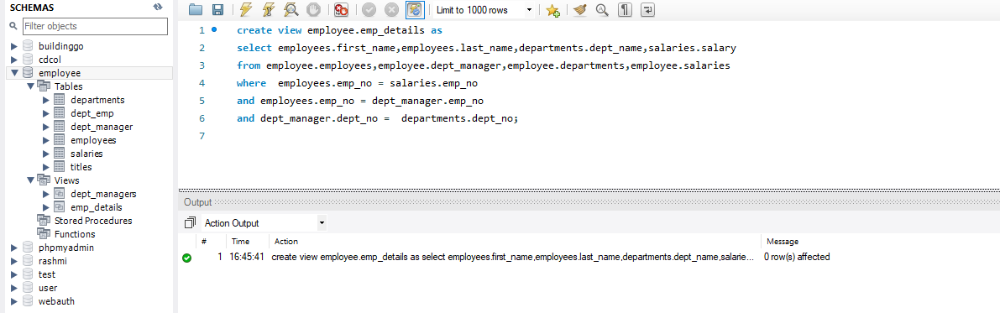 SCHEMAS
Filter objects
buildinggo
cdcol
employee
Tables
departments
dept_emp
dept_manager
employees
salaries
titles
Views
dept_managers
emp_details
Stored Procedures
Functions
phpmyadmin
rashmi
test
user
webauth
Limit to 1000 rows
1 create view employee.emp_details as
2 select employees.first_name,employees.last_name,departments.dept_name,salaries.salary
3 from employee.employees,employee.dept_manager,employee.departments,employee.salaries
4 where  employees.emp_no = salaries.emp_no
5 and employees.emp_no = dept_manager.emp_no
6 and dept_manager.dept_no =  departments.dept_no;
7
Output
Action Output
# Time Action Message
1 16:45:41 create view employee.emp_details as select employees.first_name,employees.last_name,departments.dept_name,salarie... 0 row(s) affected